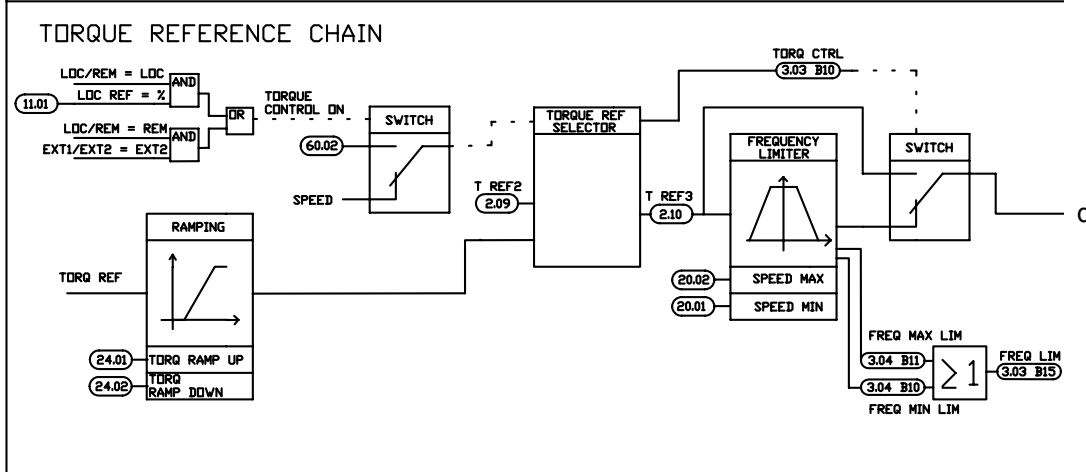 TORQUE REFERENCE CHAIN
LOC/REM = LOC
AND
11.01
LOC REF = %
OR
TORQUE
CONTROL ON
LOC/REM = REM
AND
EXT1/EXT2 = EXT2
SWITCH
60.02
SPEED
TORQUE REF
SELECTOR
T REF2
2.09
TORQ CTRL
3.03 B10
T REF3
2.10
FREQUENCY
LIMITER
SWITCH
20.02
SPEED MAX
20.01
SPEED MIN
RAMPING
TORQ REF
24.01
TORQ RAMP UP
24.02
TORQ
RAMP DOWN
FREQ MAX LIM
3.04 B11
3.04 B10
FREQ MIN LIM
∑ 1
FREQ LIM
3.03 B15